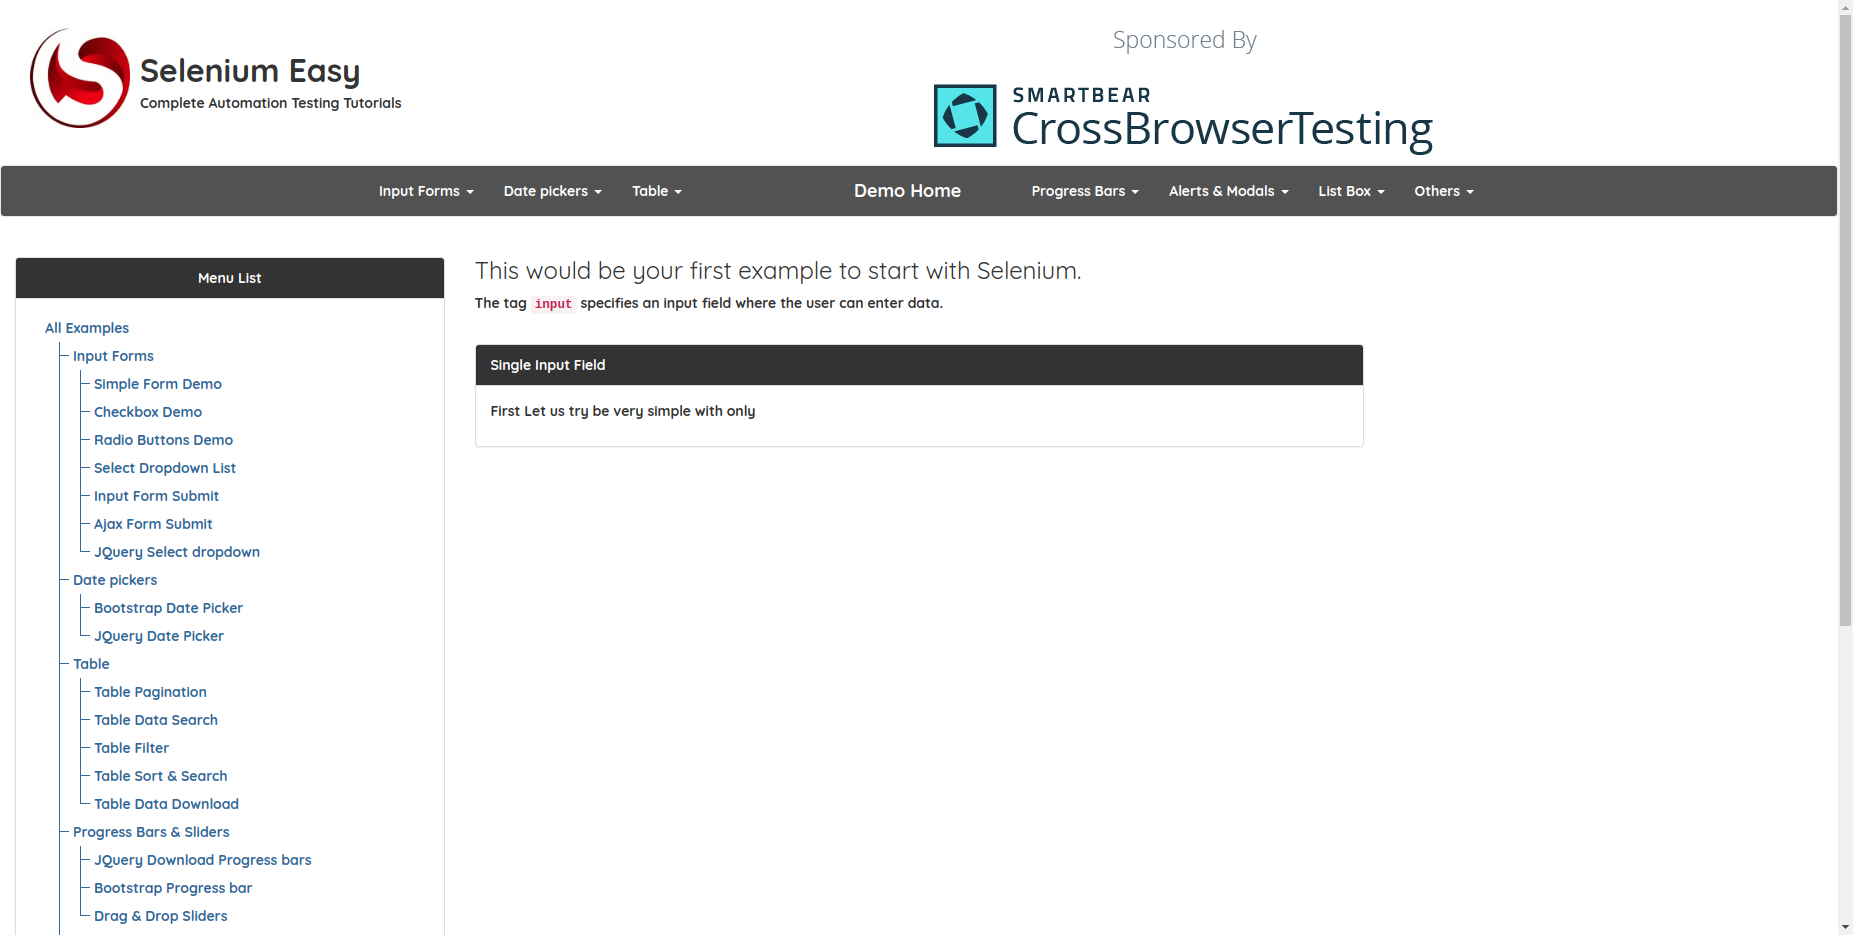 Selenium Easy
Complete Automation Testing Tutorials
Sponsored By
SMARTBEAR
CrossBrowserTesting
Input Forms Date pickers Table Demo Home Progress Bars Alerts & Modals List Box Others
Menu List
All Examples
Input Forms
Simple Form Demo
Checkbox Demo
Radio Buttons Demo
Select Dropdown List
Input Form Submit
Ajax Form Submit
JQuery Select dropdown
Date pickers
Bootstrap Date Picker
JQuery Date Picker
Table
Table Pagination
Table Data Search
Table Filter
Table Sort & Search
Table Data Download
Progress Bars & Sliders
JQuery Download Progress bars
Bootstrap Progress bar
Drag & Drop Sliders
This would be your first example to start with Selenium.
The tag input specifies an input field where the user can enter data.
Single Input Field
First Let us try be very simple with only